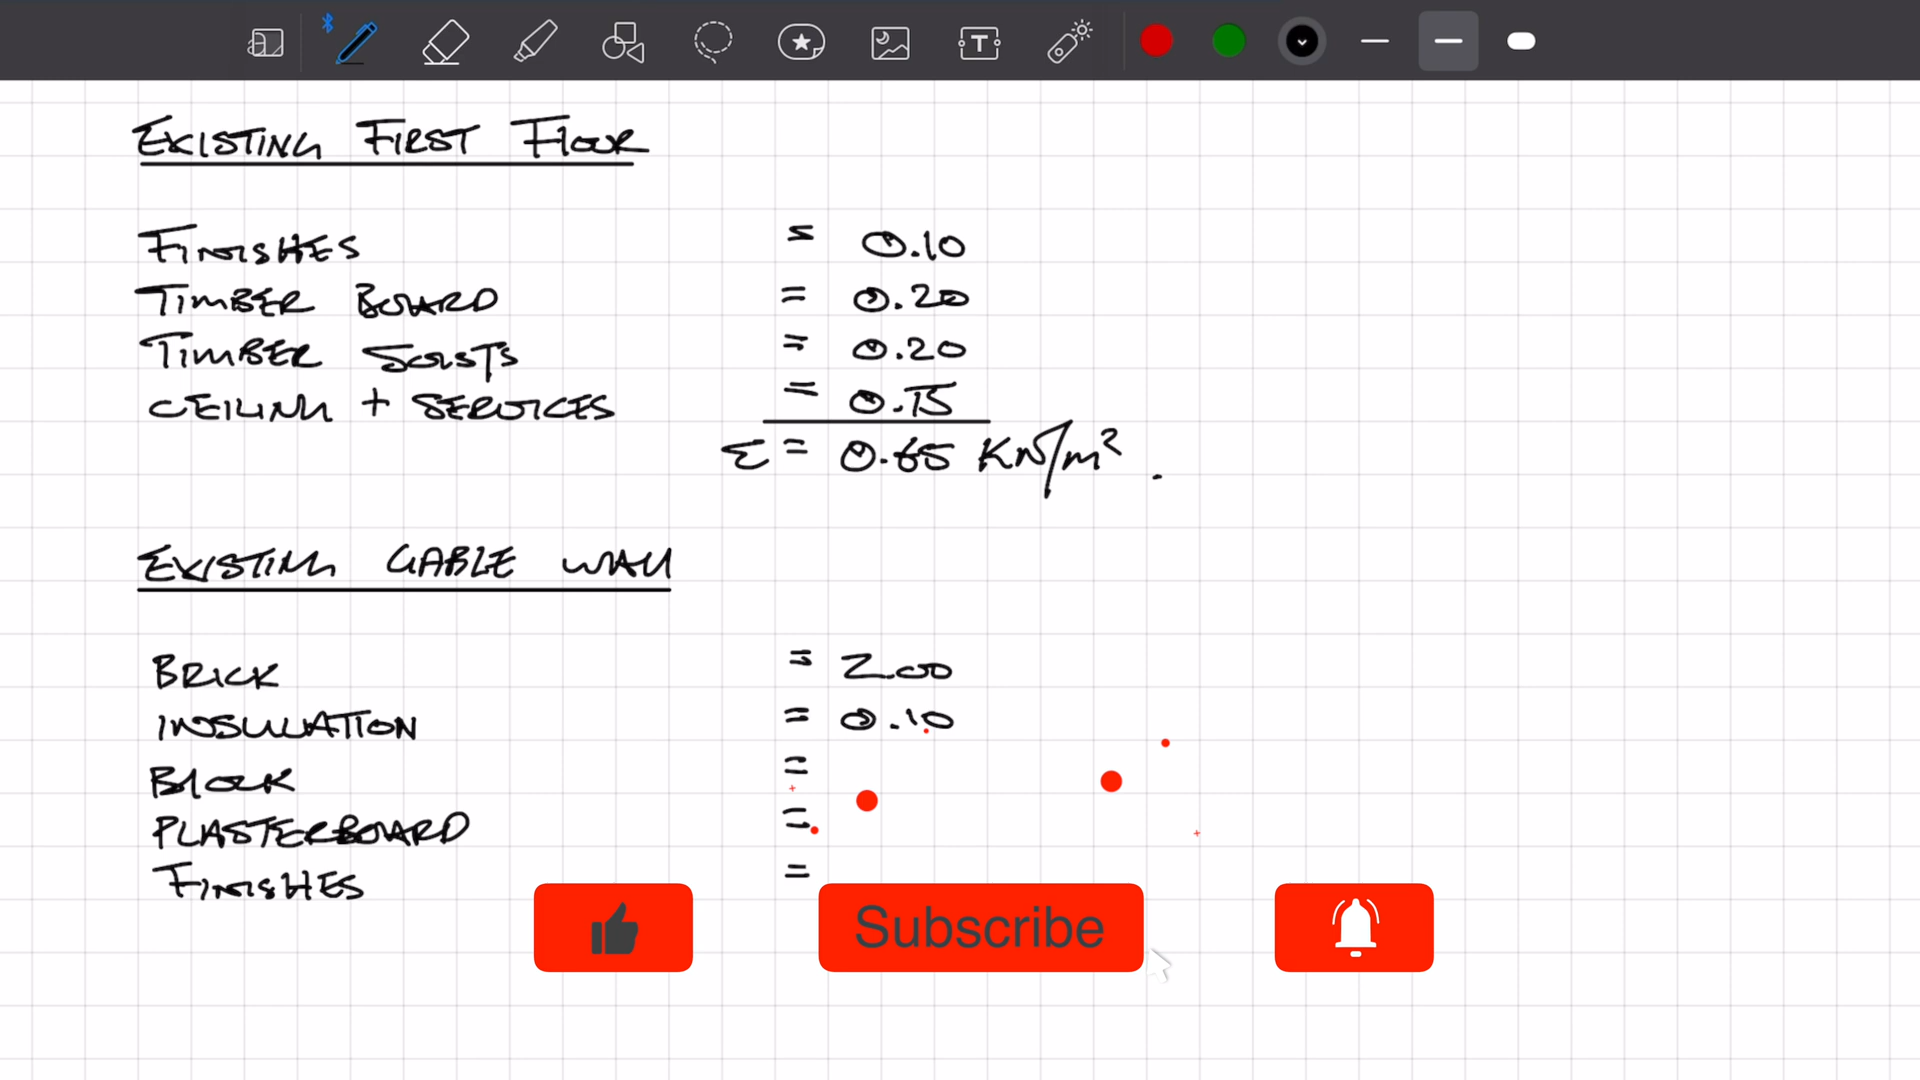 EXISTING FIRST FLOOR
FINISHES = 0.10
TIMBER BOARD = 0.20
TIMBER JOISTS = 0.20
CEILING + SERVICES = 0.15
Σ = 0.65 KN/m²
EXISTING GABLE WALL
BRICK = 2.00
INSULATION = 0.10
BLOCK =
PLASTERBOARD =
FINISHES =
Subscribe